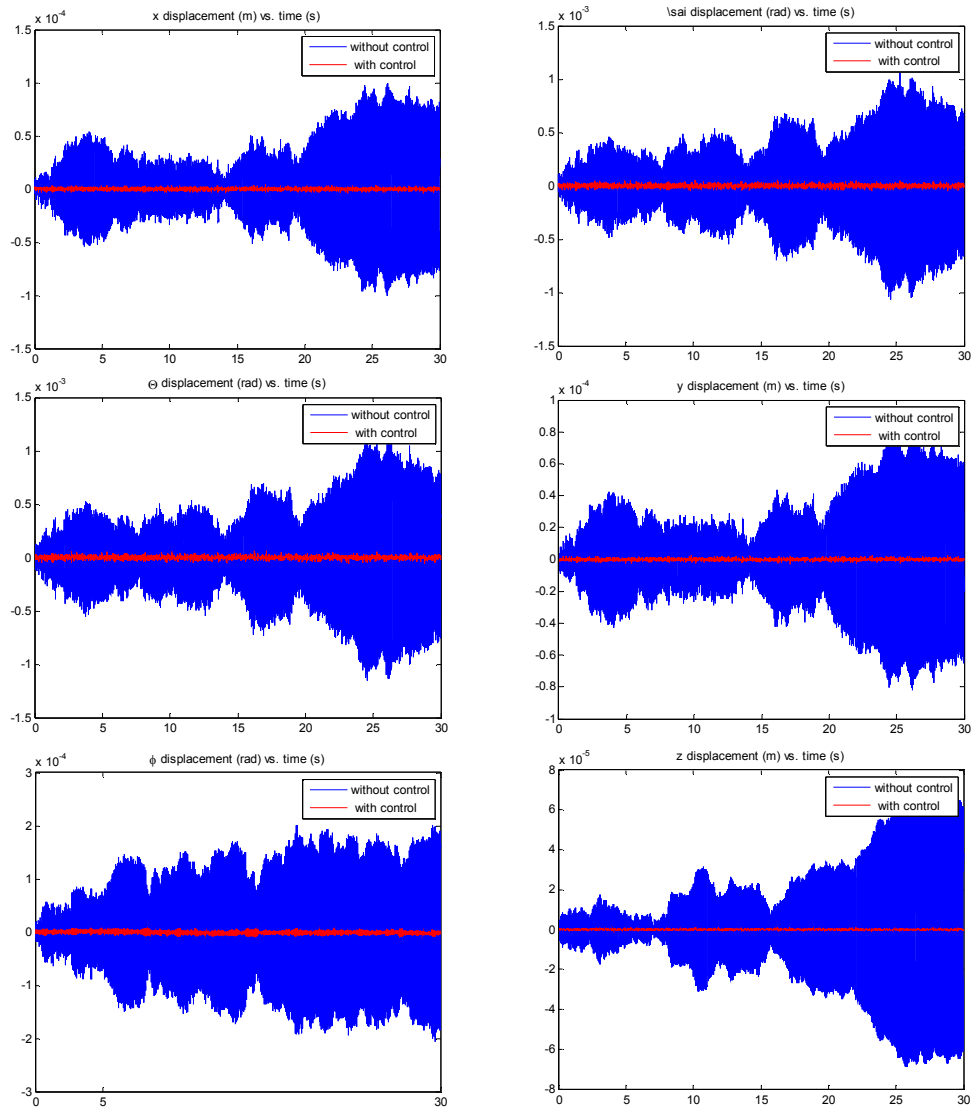 x displacement (m) vs. time (s)
x 10-4
1.5
1
0.5
0
-0.5
-1
-1.5
0 5 10 15 20 25 30
without control
with control
\sai displacement (rad) vs. time (s)
x 10-3
1.5
1
0.5
0
-0.5
-1
-1.5
0 5 10 15 20 25 30
without control
with control
Θ displacement (rad) vs. time (s)
x 10-3
1.5
1
0.5
0
-0.5
-1
-1.5
0 5 10 15 20 25 30
without control
with control
y displacement (m) vs. time (s)
x 10-4
1
0.8
0.6
0.4
0.2
0
-0.2
-0.4
-0.6
-0.8
-1
0 5 10 15 20 25 30
without control
with control
ϕ displacement (rad) vs. time (s)
x 10-4
3
2
1
0
-1
-2
-3
0 5 30
without control
with control
z displacement (m) vs. time (s)
x 10-5
8
6
4
2
0
-2
-4
-6
-8
0 5 10 15 20 25 30
without control
with control